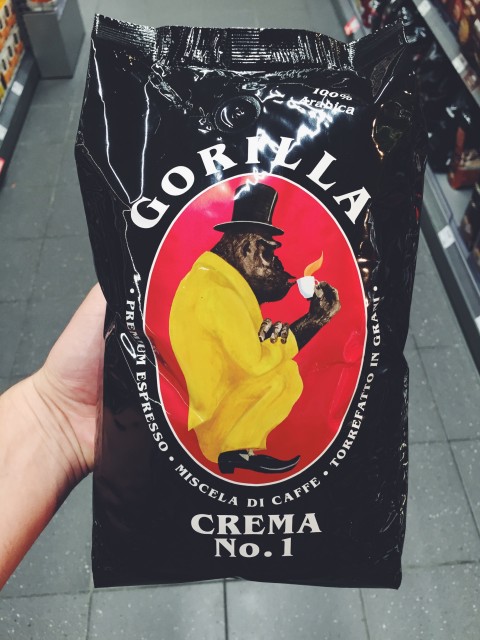 100%
Arabica
GORILLA
• PREMIUM ESPRESSO • MISCELA DI CAFFE • TORREFATTO IN GRANI •
CREMA
No. 1